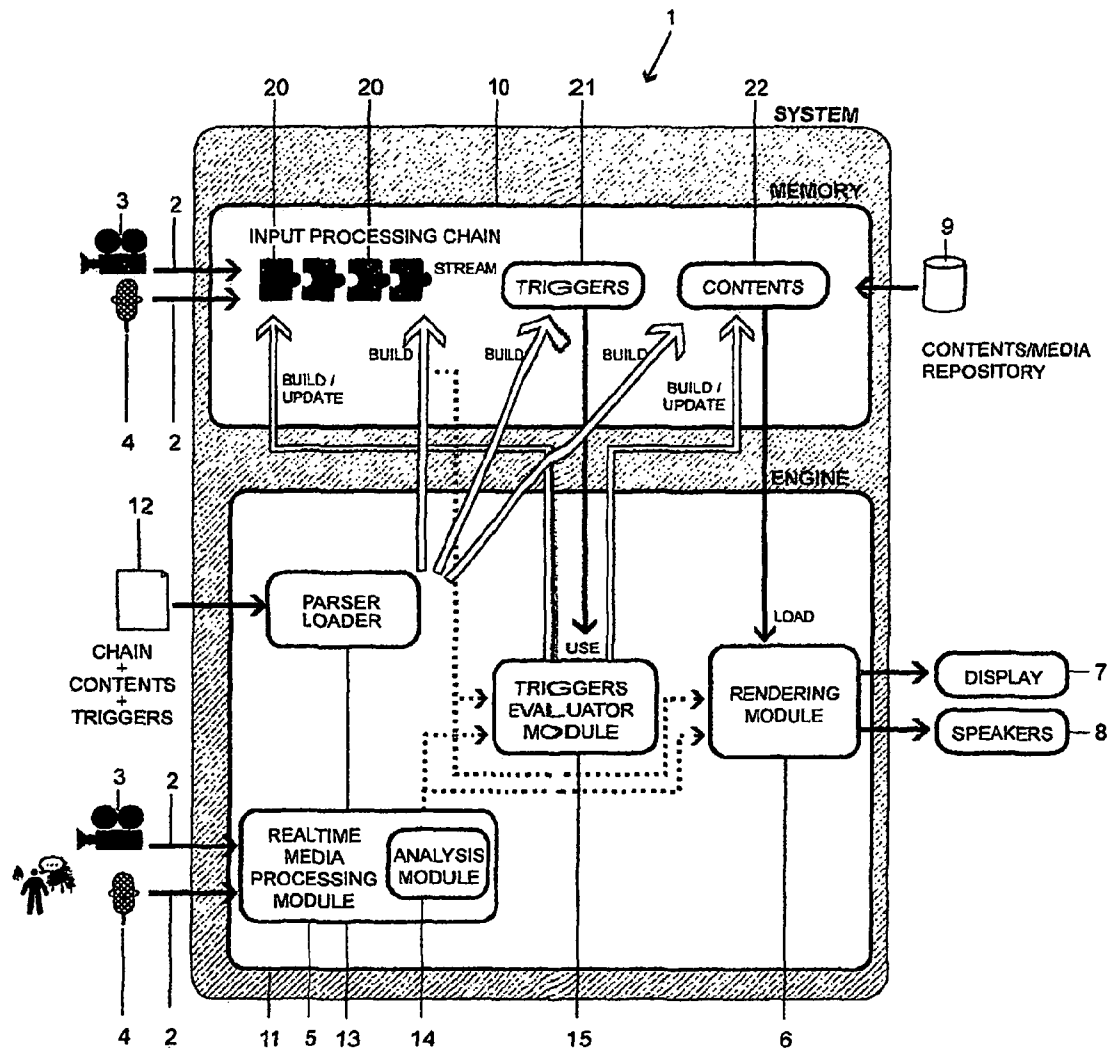 1
20 20 10 21 22
SYSTEM
MEMORY
3 2
9
INPUT PROCESSING CHAIN
STREAM
TRIGGERS
CONTENTS
BUILD
BUILD
BUILD
CONTENTS/MEDIA
REPOSITORY
BUILD /
UPDATE
BUILD /
UPDATE
4 2
ENGINE
12
PARSER
LOADER
LOAD
CHAIN
+
CONTENTS
+
TRIGGERS
USE
TRIGGERS
EVALUATOR
MODULE
RENDERING
MODULE
DISPLAY 7
SPEAKERS 8
3 2
REALTIME
MEDIA
PROCESSING
MODULE
ANALYSIS
MODULE
4 2 11 5 13 14 15 6